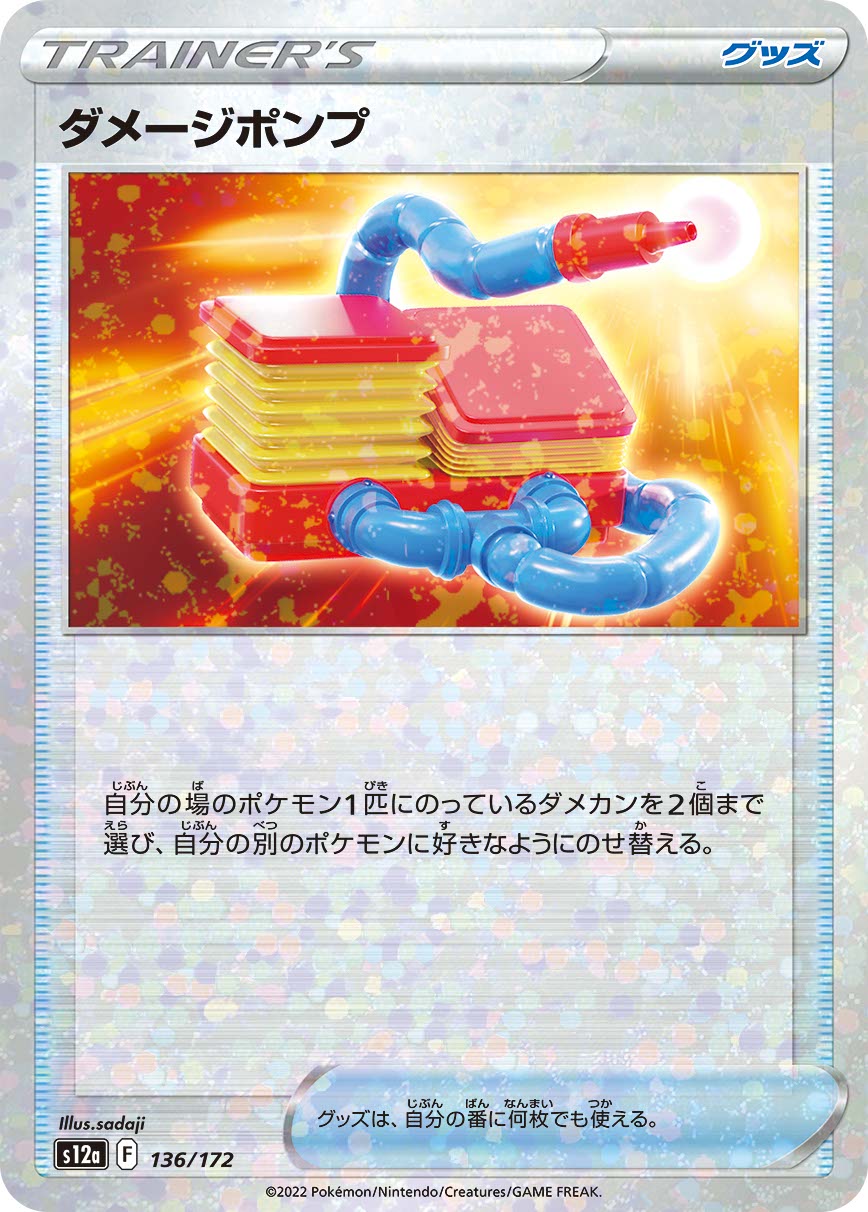 TRAINER'S グッズ
ダメージポンプ
自分の場のポケモン1匹にのっているダメカンを2個まで
選び、自分の別のポケモンに好きなようにのせ替える。
Illus.sadaji
グッズは、自分の番に何枚でも使える。
s12a F 136/172
©2022 Pokémon/Nintendo/Creatures/GAME FREAK.